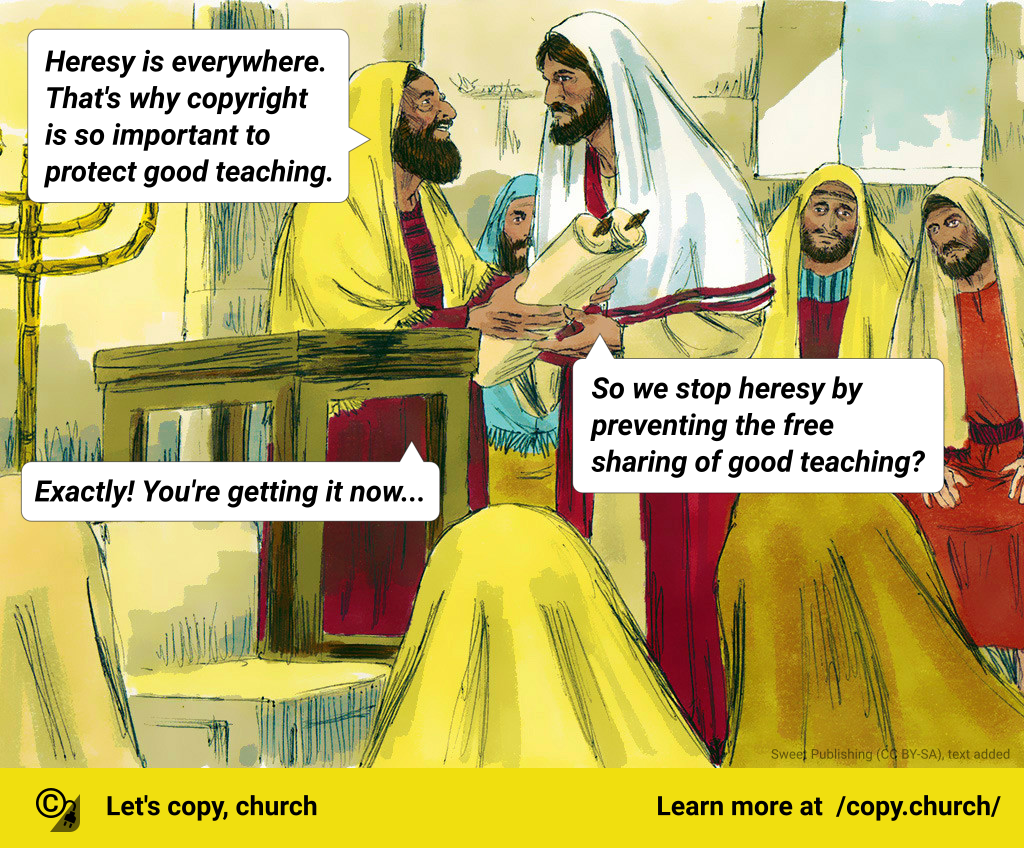 Heresy is everywhere.
That's why copyright
is so important to
protect good teaching.
So we stop heresy by
preventing the free
sharing of good teaching?
Exactly! You're getting it now...
Sweet Publishing (CC BY-SA), text added
©
Let's copy, church
Learn more at /copy.church/